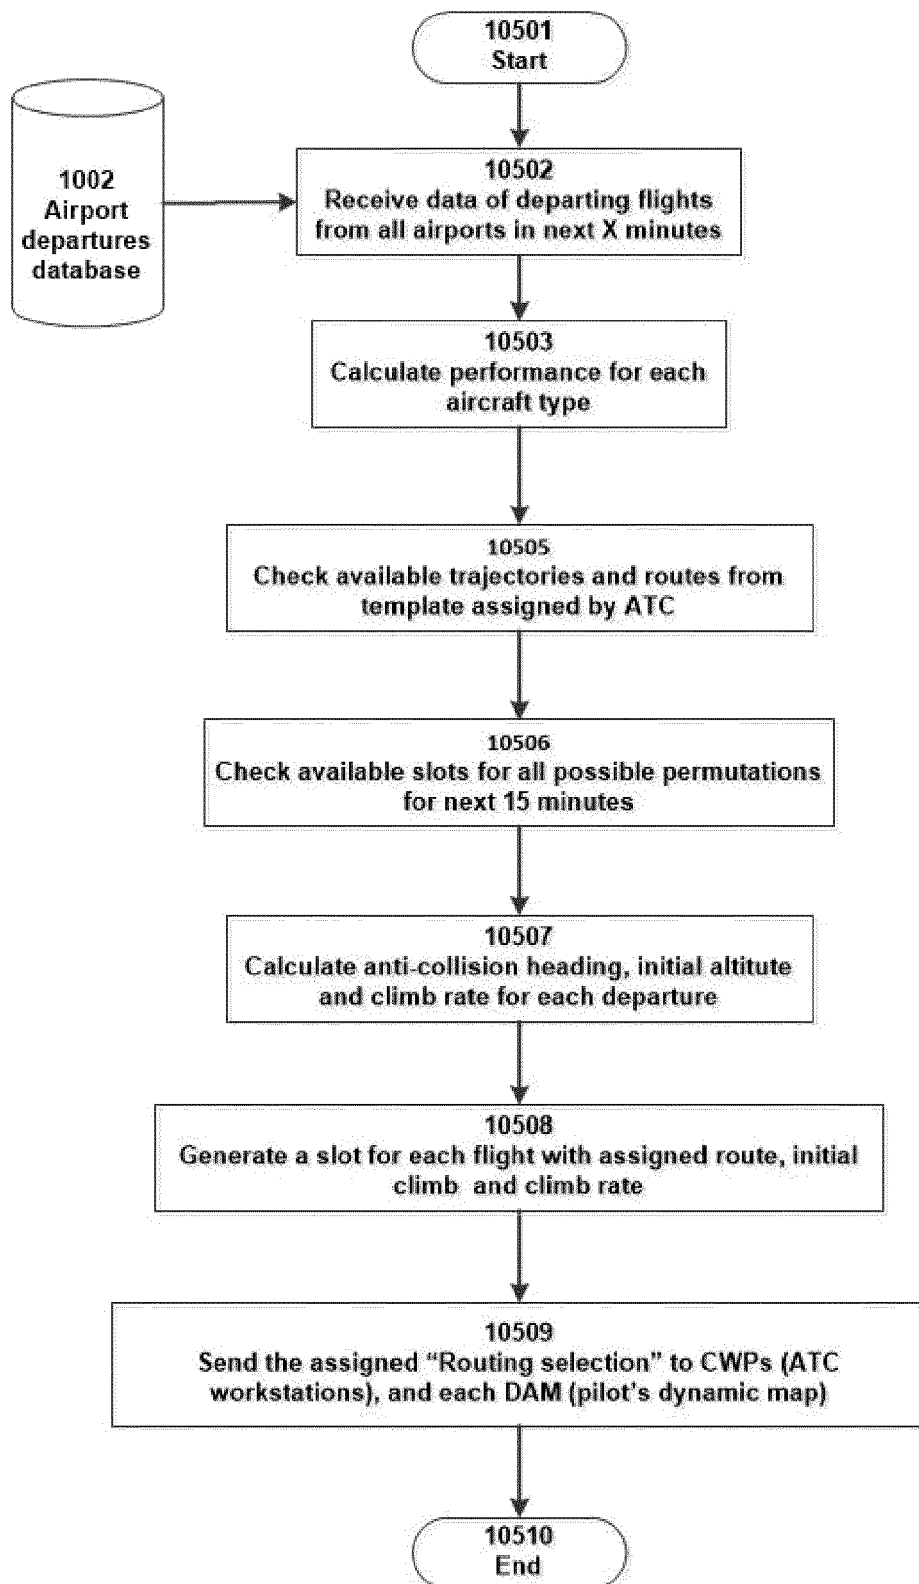 10501
Start
1002
Airport
departures
database
10502
Receive data of departing flights
from all airports in next X minutes
10503
Calculate performance for each
aircraft type
10505
Check available trajectories and routes from
template assigned by ATC
10506
Check available slots for all possible permutations
for next 15 minutes
10507
Calculate anti-collision heading, initial altitute
and climb rate for each departure
10508
Generate a slot for each flight with assigned route, initial
climb and climb rate
10509
Send the assigned “Routing selection” to CWPs (ATC
workstations), and each DAM (pilot’s dynamic map)
10510
End